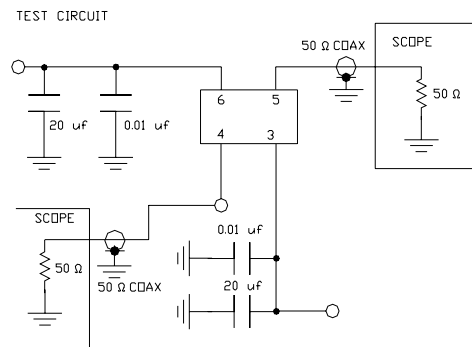 TEST CIRCUIT
50 Ω COAX
SCOPE
50 Ω
6 5
4 3
20 uf
0.01 uf
SCOPE
50 Ω
50 Ω COAX
0.01 uf
20 uf